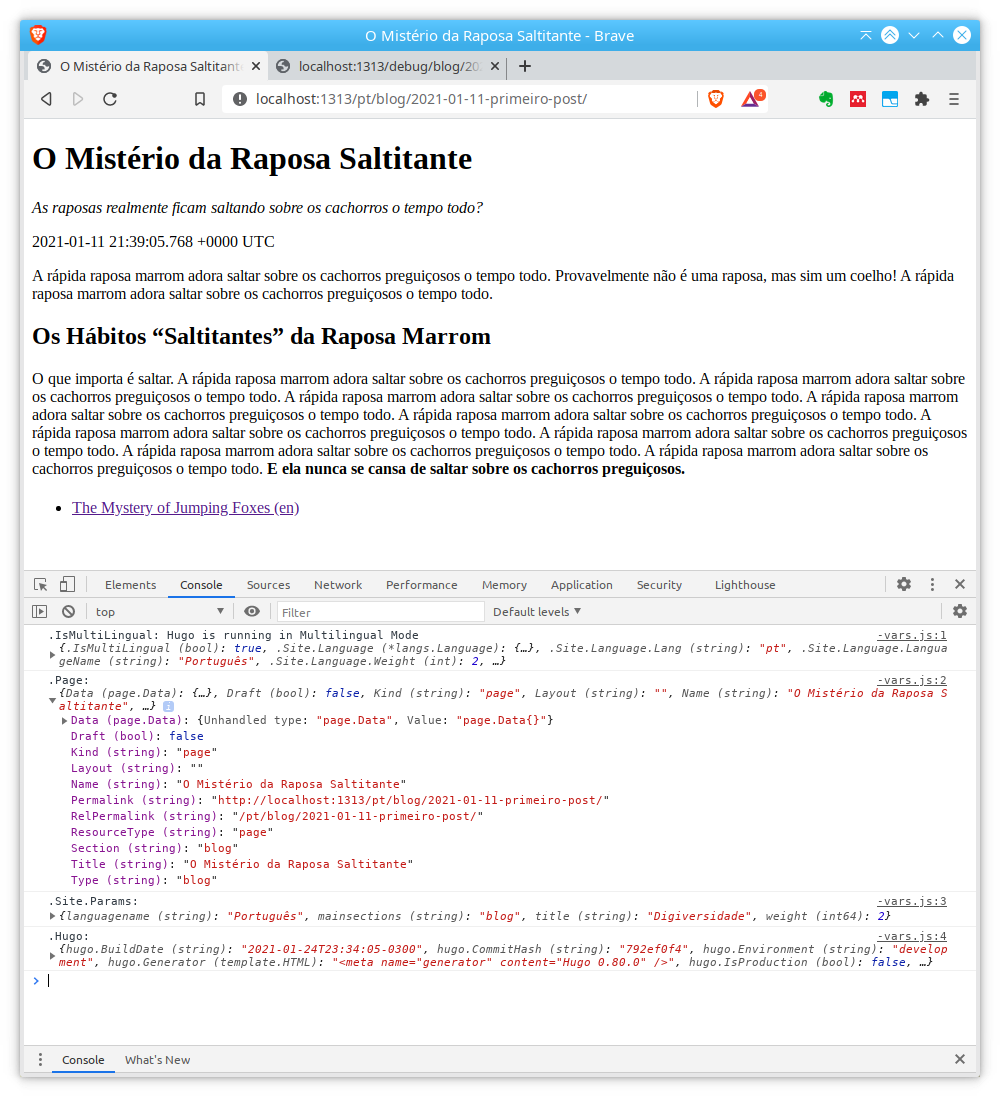 O Mistério da Raposa Saltitante - Brave
O Mistério da Raposa Saltitante
localhost:1313/debug/blog/202
localhost:1313/pt/blog/2021-01-11-primeiro-post/
4
O Mistério da Raposa Saltitante
As raposas realmente ficam saltando sobre os cachorros o tempo todo?
2021-01-11 21:39:05.768 +0000 UTC
A rápida raposa marrom adora saltar sobre os cachorros preguiçosos o tempo todo. Provavelmente não é uma raposa, mas sim um coelho! A rápida
raposa marrom adora saltar sobre os cachorros preguiçosos o tempo todo.
Os Hábitos “Saltitantes” da Raposa Marrom
O que importa é saltar. A rápida raposa marrom adora saltar sobre os cachorros preguiçosos o tempo todo. A rápida raposa marrom adora saltar sobre
os cachorros preguiçosos o tempo todo. A rápida raposa marrom adora saltar sobre os cachorros preguiçosos o tempo todo. A rápida raposa marrom
adora saltar sobre os cachorros preguiçosos o tempo todo. A rápida raposa marrom adora saltar sobre os cachorros preguiçosos o tempo todo. A
rápida raposa marrom adora saltar sobre os cachorros preguiçosos o tempo todo. A rápida raposa marrom adora saltar sobre os cachorros preguiçosos
o tempo todo. A rápida raposa marrom adora saltar sobre os cachorros preguiçosos o tempo todo. A rápida raposa marrom adora saltar sobre os
cachorros preguiçosos o tempo todo. E ela nunca se cansa de saltar sobre os cachorros preguiçosos.
• The Mystery of Jumping Foxes (en)
Elements Console Sources Network Performance Memory Application Security Lighthouse
top Filter Default levels
.IsMultiLingual: Hugo is running in Multilingual Mode -vars.js:1
{.IsMultiLingual (bool): true, .Site.Language (*langs.Language): {…}, .Site.Language.Lang (string): "pt", .Site.Language.Langua
geName (string): "Português", .Site.Language.Weight (int): 2, …}
.Page: -vars.js:2
{Data (page.Data): {…}, Draft (bool): false, Kind (string): "page", Layout (string): "", Name (string): "O Mistério da Raposa S
altitante", …} i
Data (page.Data): {Unhandled type: "page.Data", Value: "page.Data{}"}
Draft (bool): false
Kind (string): "page"
Layout (string): ""
Name (string): "O Mistério da Raposa Saltitante"
Permalink (string): "http://localhost:1313/pt/blog/2021-01-11-primeiro-post/"
RelPermalink (string): "/pt/blog/2021-01-11-primeiro-post/"
ResourceType (string): "page"
Section (string): "blog"
Title (string): "O Mistério da Raposa Saltitante"
Type (string): "blog"
.Site.Params: -vars.js:3
{languagename (string): "Português", mainsections (string): "blog", title (string): "Digiversidade", weight (int64): 2}
.Hugo: -vars.js:4
{hugo.BuildDate (string): "2021-01-24T23:34:05-0300", hugo.CommitHash (string): "792ef0f4", hugo.Environment (string): "develop
ment", hugo.Generator (template.HTML): "<meta name="generator" content="Hugo 0.80.0" />", hugo.IsProduction (bool): false, …}
>
Console What's New